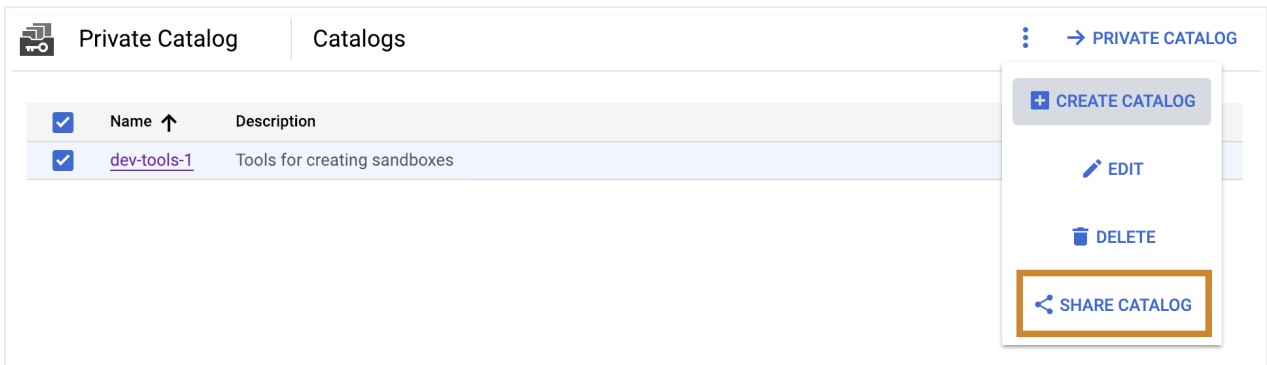 Private Catalog Catalogs PRIVATE CATALOG
CREATE CATALOG
Name Description
dev-tools-1 Tools for creating sandboxes
EDIT
DELETE
SHARE CATALOG